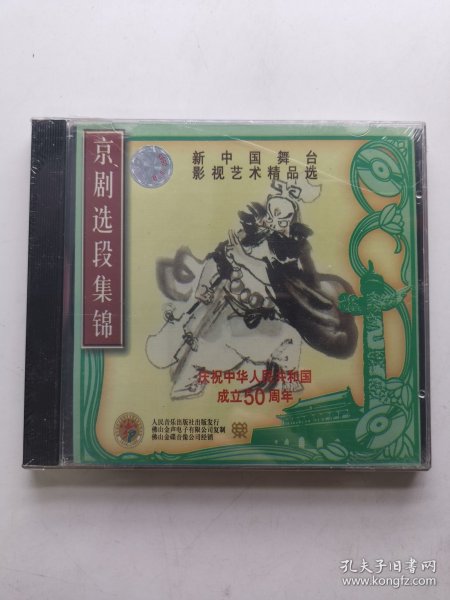 京剧选段集锦
新中国舞台
影视艺术精品选
庆祝中华人民共和国
成立50周年
人民音乐出版社出版发行
佛山金声电子有限公司复制
佛山金碟音像公司经销
孔夫子旧书网
www.kongfz.com